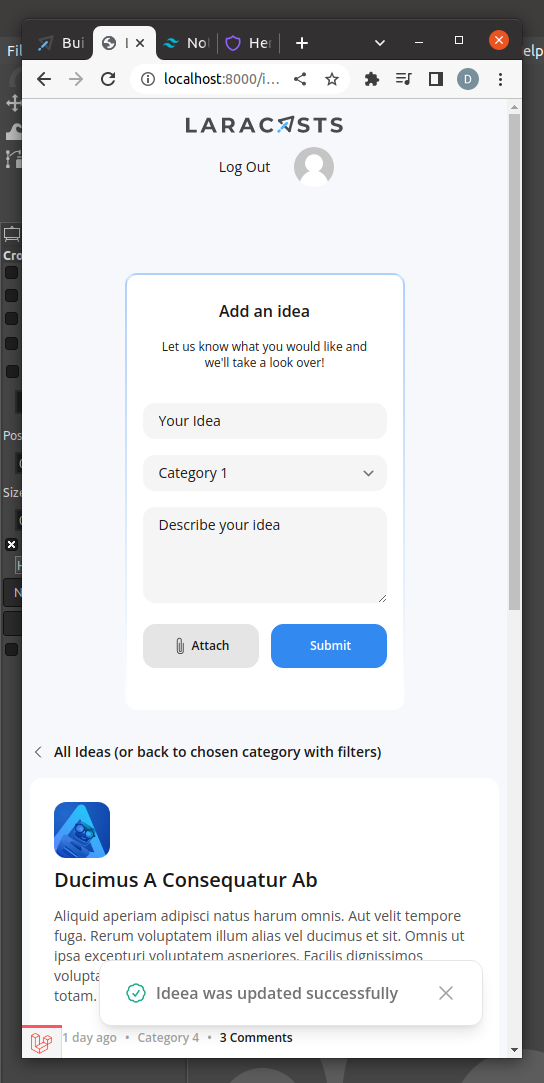 Fil
elp
Bui
I
Nol
Her
localhost:8000/i...
D
LARACASTS
Log Out
Cro
Pos
Size
N
Add an idea
Let us know what you would like and
we'll take a look over!
Your Idea
Category 1
Describe your idea
Attach
Submit
All Ideas (or back to chosen category with filters)
Ducimus A Consequatur Ab
Aliquid aperiam adipisci natus harum omnis. Aut velit tempore
fuga. Rerum voluptatem illum alias vel ducimus et sit. Omnis ut
ipsa excepturi voluptatem asperiores. Facilis dignissimos
volupta
totam.
Ideea was updated successfully
1 day ago • Category 4 • 3 Comments